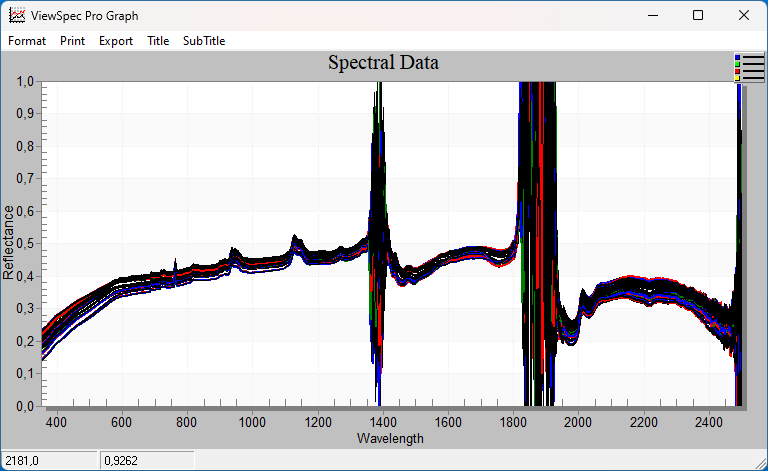 ViewSpec Pro Graph
Format Print Export Title SubTitle
Spectral Data
1,0
0,9
0,8
0,7
0,6
0,5
0,4
0,3
0,2
0,1
0,0
Reflectance
400 600 800 1000 1200 1400 1600 1800 2000 2200 2400
Wavelength
2181,0 0,9262